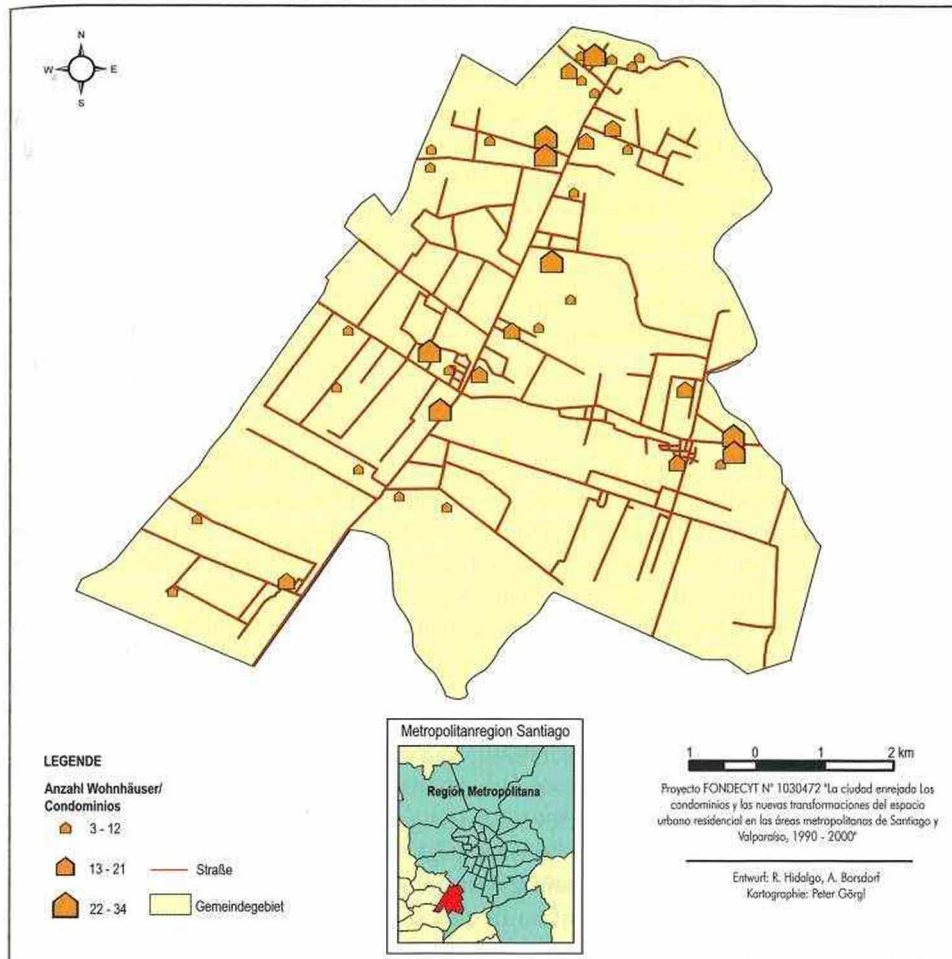 N
W E
S
LEGENDE
Anzahl Wohnhäuser/
Condominios
3 - 12
13 - 21
22 - 34
Straße
Gemeindegebiet
Metropolitanregion Santiago
Región Metropolitana
1 0 1 2 km
Proyecto FONDECYT N° 1030472 "La ciudad enrejada Los
condominios y las nuevas transformaciones del espacio
urbano residencial en las áreas metropolitanas de Santiago y
Valparaíso, 1990 - 2000"
Entwurf: R. Hidalgo, A. Borsdorf
Kartographie: Peter Görgl